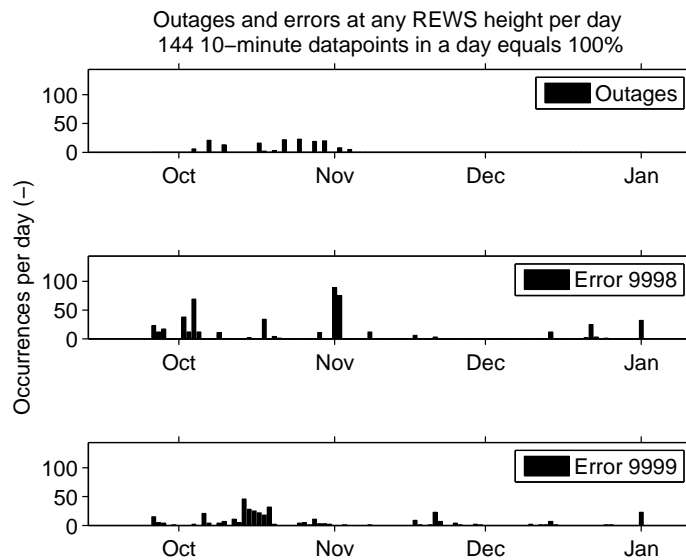 Outages and errors at any REWS height per day
144 10−minute datapoints in a day equals 100%
Occurrences per day (−)
100
50
0
Outages
Oct Nov Dec Jan
100
50
0
Error 9998
Oct Nov Dec Jan
100
50
0
Error 9999
Oct Nov Dec Jan